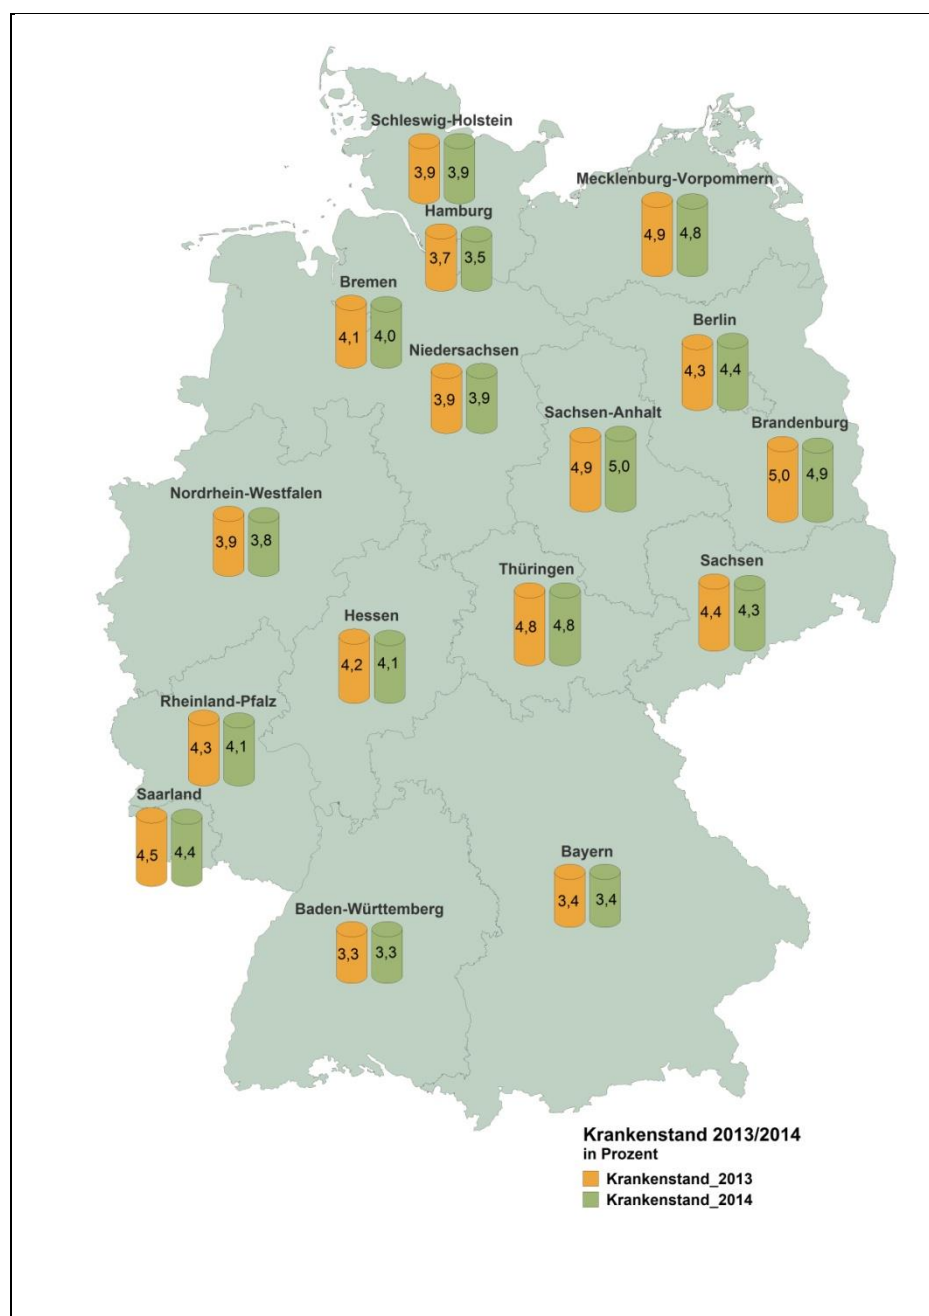 Schleswig-Holstein
3,9 3,9
Mecklenburg-Vorpommern
4,9 4,8
Hamburg
3,7 3,5
Bremen
4,1 4,0
Berlin
4,3 4,4
Niedersachsen
3,9 3,9
Sachsen-Anhalt
4,9 5,0
Brandenburg
5,0 4,9
Nordrhein-Westfalen
3,9 3,8
Sachsen
4,4 4,3
Thüringen
4,8 4,8
Hessen
4,2 4,1
Rheinland-Pfalz
4,3 4,1
Saarland
4,5 4,4
Bayern
3,4 3,4
Baden-Württemberg
3,3 3,3
Krankenstand 2013/2014
in Prozent
Krankenstand_2013
Krankenstand_2014